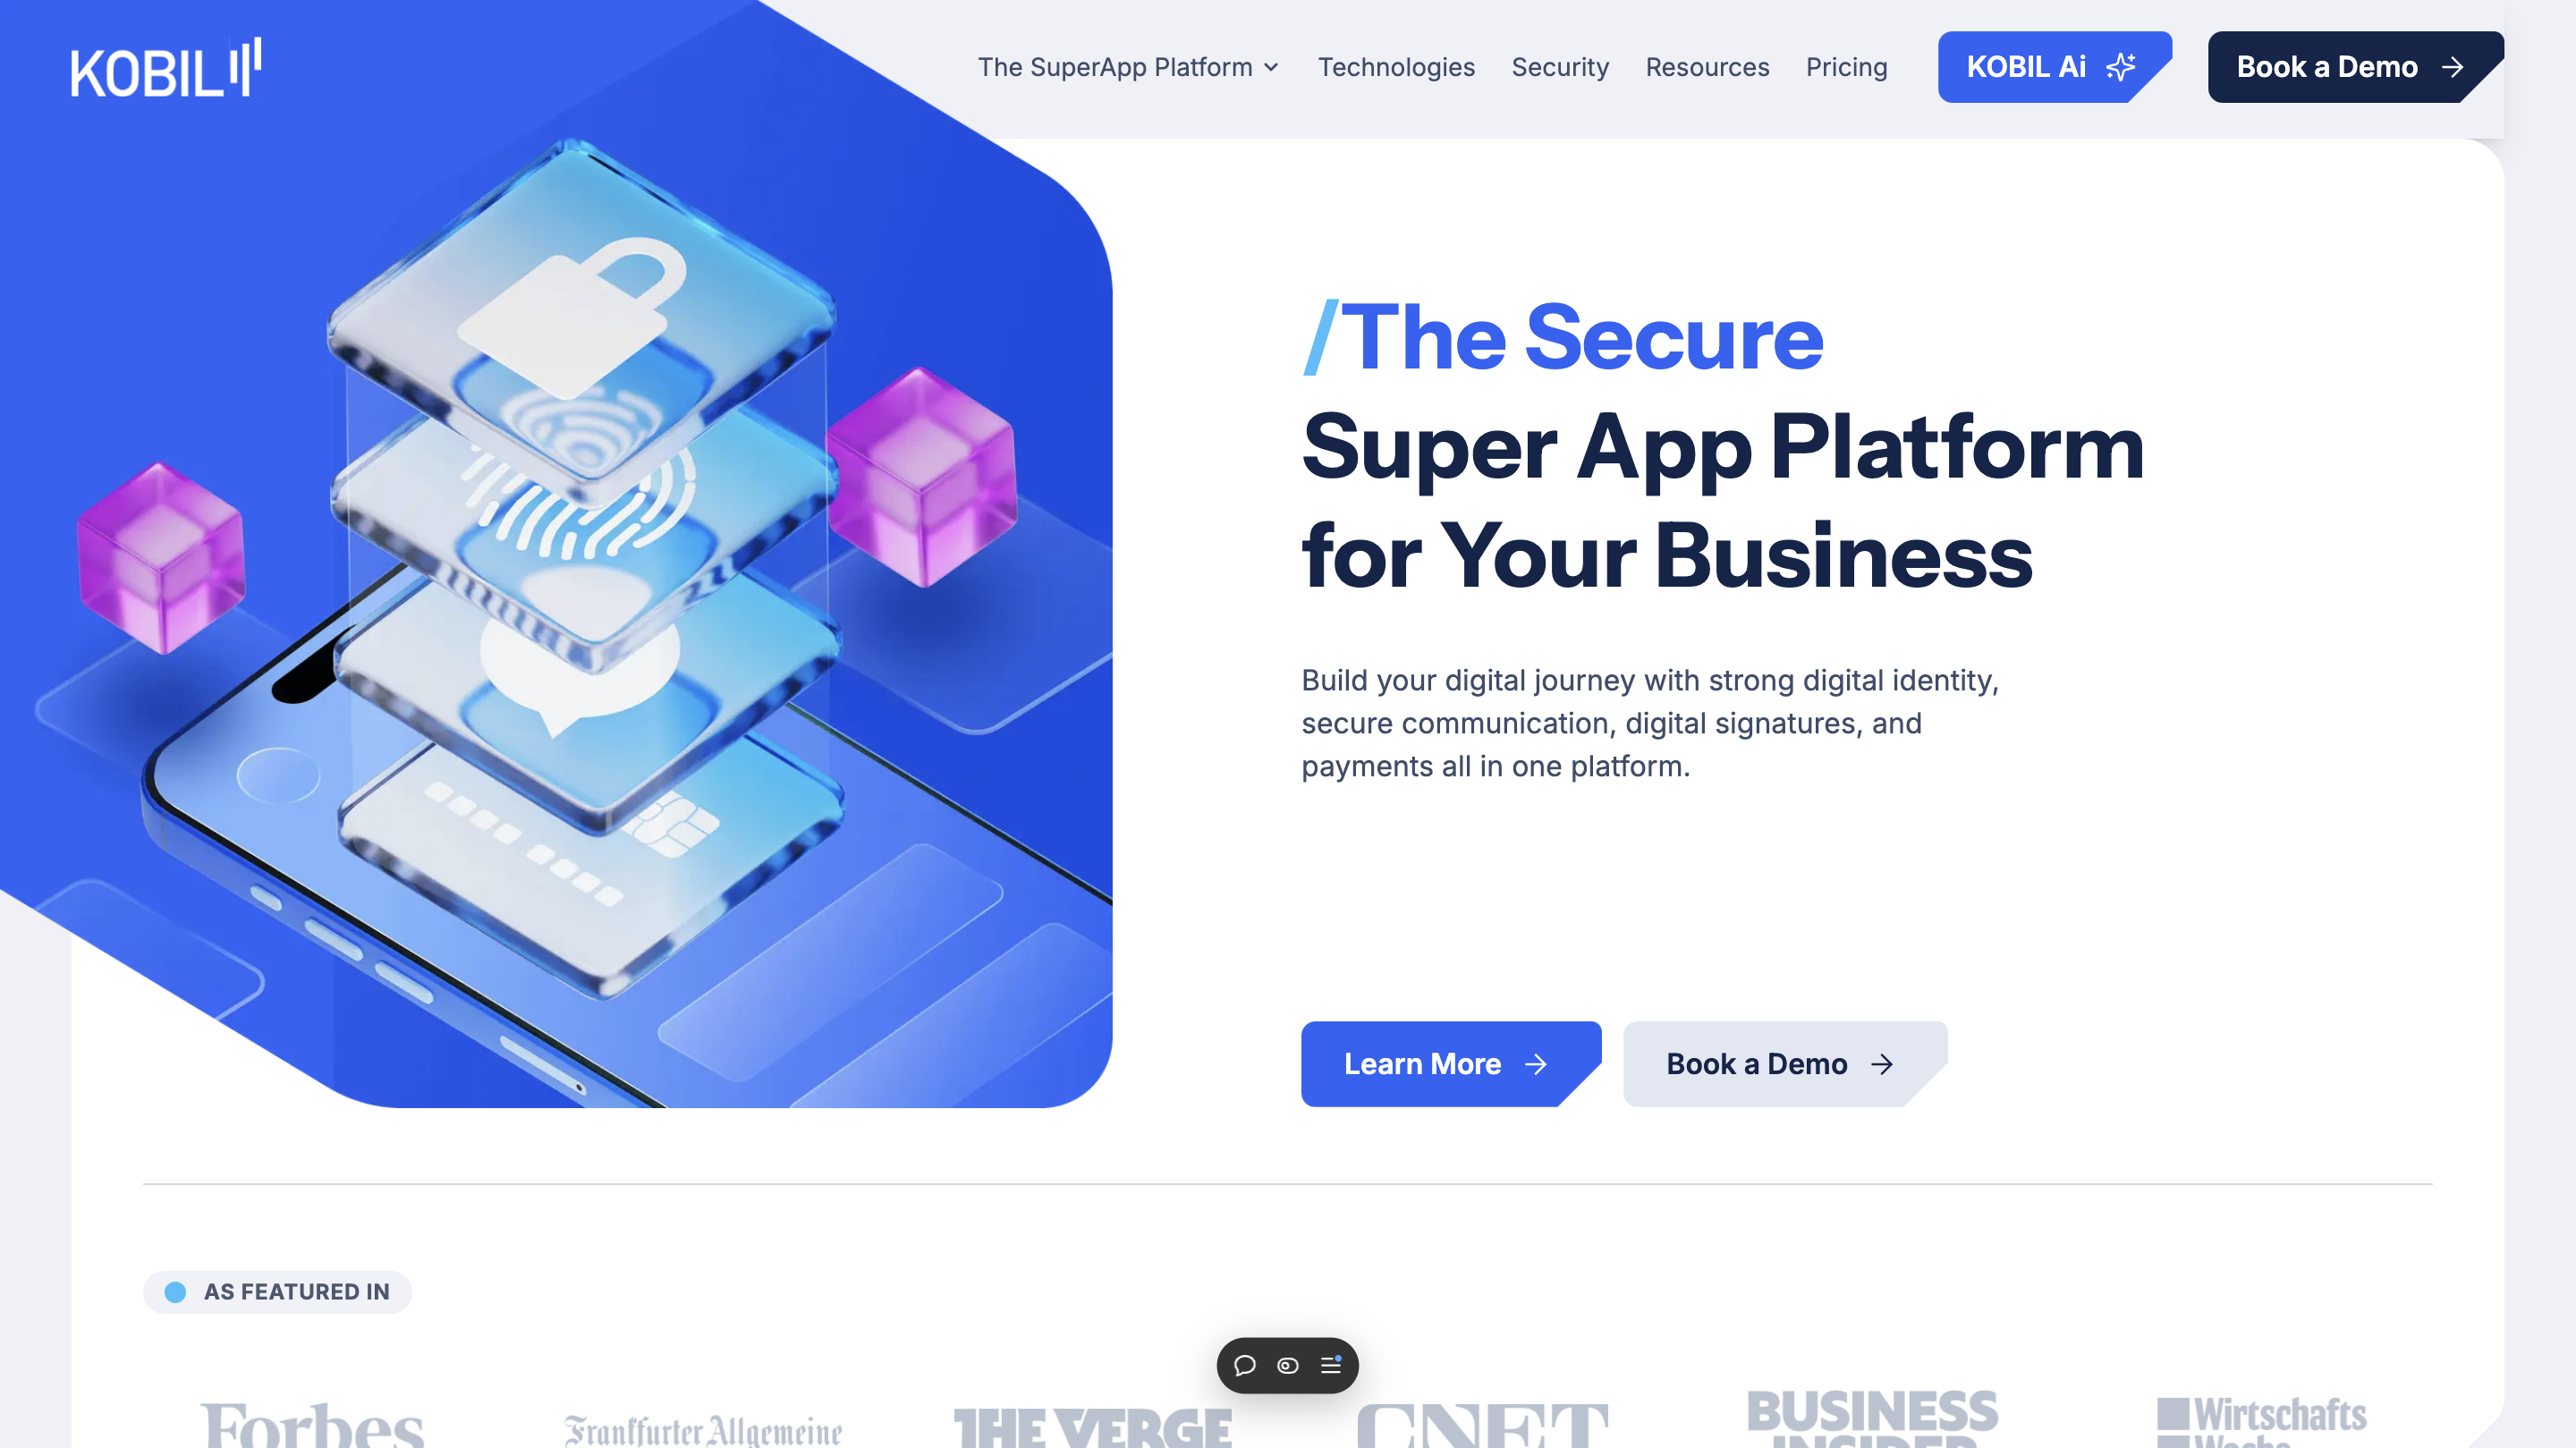 KOBIL
The SuperApp Platform
Technologies
Security
Resources
Pricing
KOBIL Ai
Book a Demo
/The Secure
Super App Platform
for Your Business
Build your digital journey with strong digital identity,
secure communication, digital signatures, and
payments all in one platform.
Learn More
Book a Demo
AS FEATURED IN
Forbes
Frankfurter Allgemeine
THE VERGE
CNET
BUSINESS
INSIDER
Wirtschafts
Woche